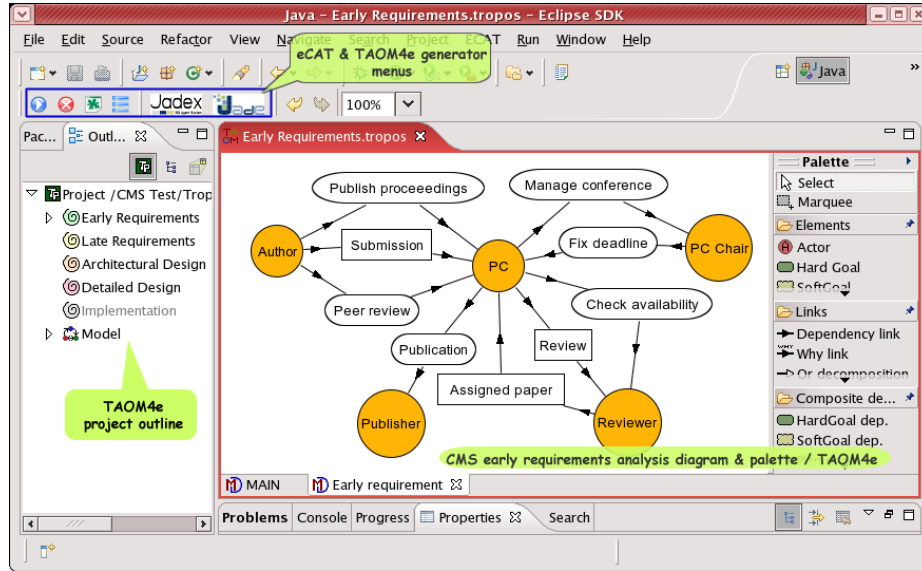 Java – Early Requirements.tropos – Eclipse SDK
File Edit Source Refactor View Navigate Search Project ECAT Run Window Help
eCAT & TAOM4e generator
menus
Java
»
Jadex
Jade
100%
Pac...
Outl...
Early Requirements.tropos
Project /CMS Test/Trop
Early Requirements
Late Requirements
Architectural Design
Detailed Design
Implementation
Model
TAOM4e
project outline
Publish proceeedings
Manage conference
Author
Submission
PC
Fix deadline
PC Chair
Peer review
Check availability
Publication
Review
Assigned paper
Publisher
Reviewer
CMS early requirements analysis diagram & palette / TAOM4e
Palette
Select
Marquee
Elements
Actor
Hard Goal
SoftGoal
Links
Dependency link
Why link
Or decomposition
Composite de...
HardGoal dep.
SoftGoal dep.
MAIN
Early requirement
Problems Console Progress Properties Search